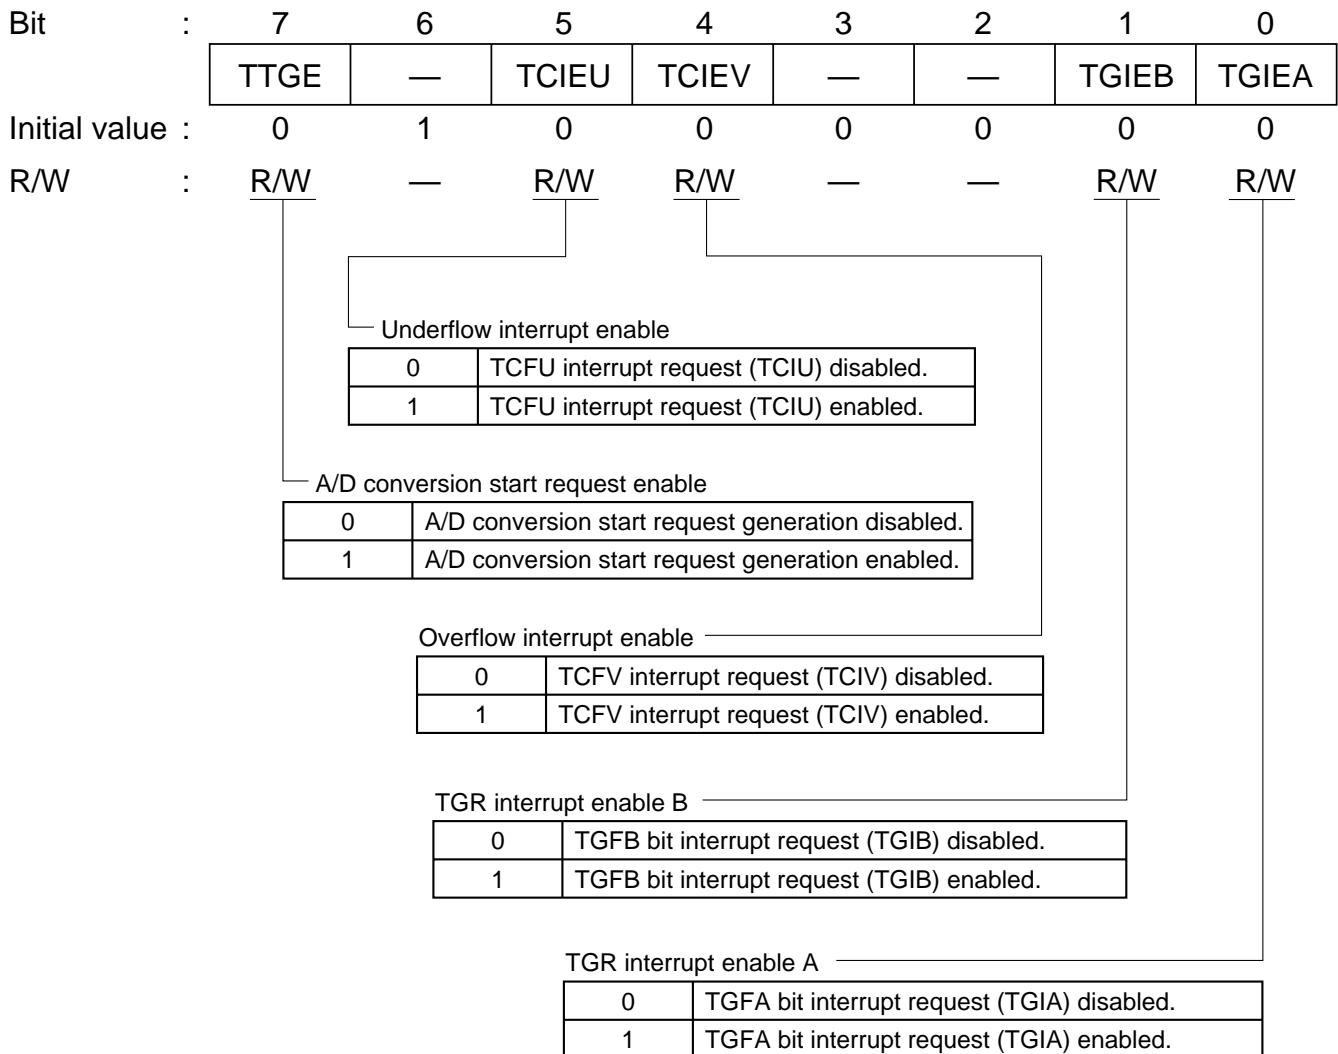 Bit : 7 6 5 4 3 2 1 0
TTGE — TCIEU TCIEV — — TGIEB TGIEA
Initial value : 0 1 0 0 0 0 0 0
R/W : R/W — R/W R/W — — R/W R/W
Underflow interrupt enable
0 TCFU interrupt request (TCIU) disabled.
1 TCFU interrupt request (TCIU) enabled.
A/D conversion start request enable
0 A/D conversion start request generation disabled.
1 A/D conversion start request generation enabled.
Overflow interrupt enable
0 TCFV interrupt request (TCIV) disabled.
1 TCFV interrupt request (TCIV) enabled.
TGR interrupt enable B
0 TGFB bit interrupt request (TGIB) disabled.
1 TGFB bit interrupt request (TGIB) enabled.
TGR interrupt enable A
0 TGFA bit interrupt request (TGIA) disabled.
1 TGFA bit interrupt request (TGIA) enabled.